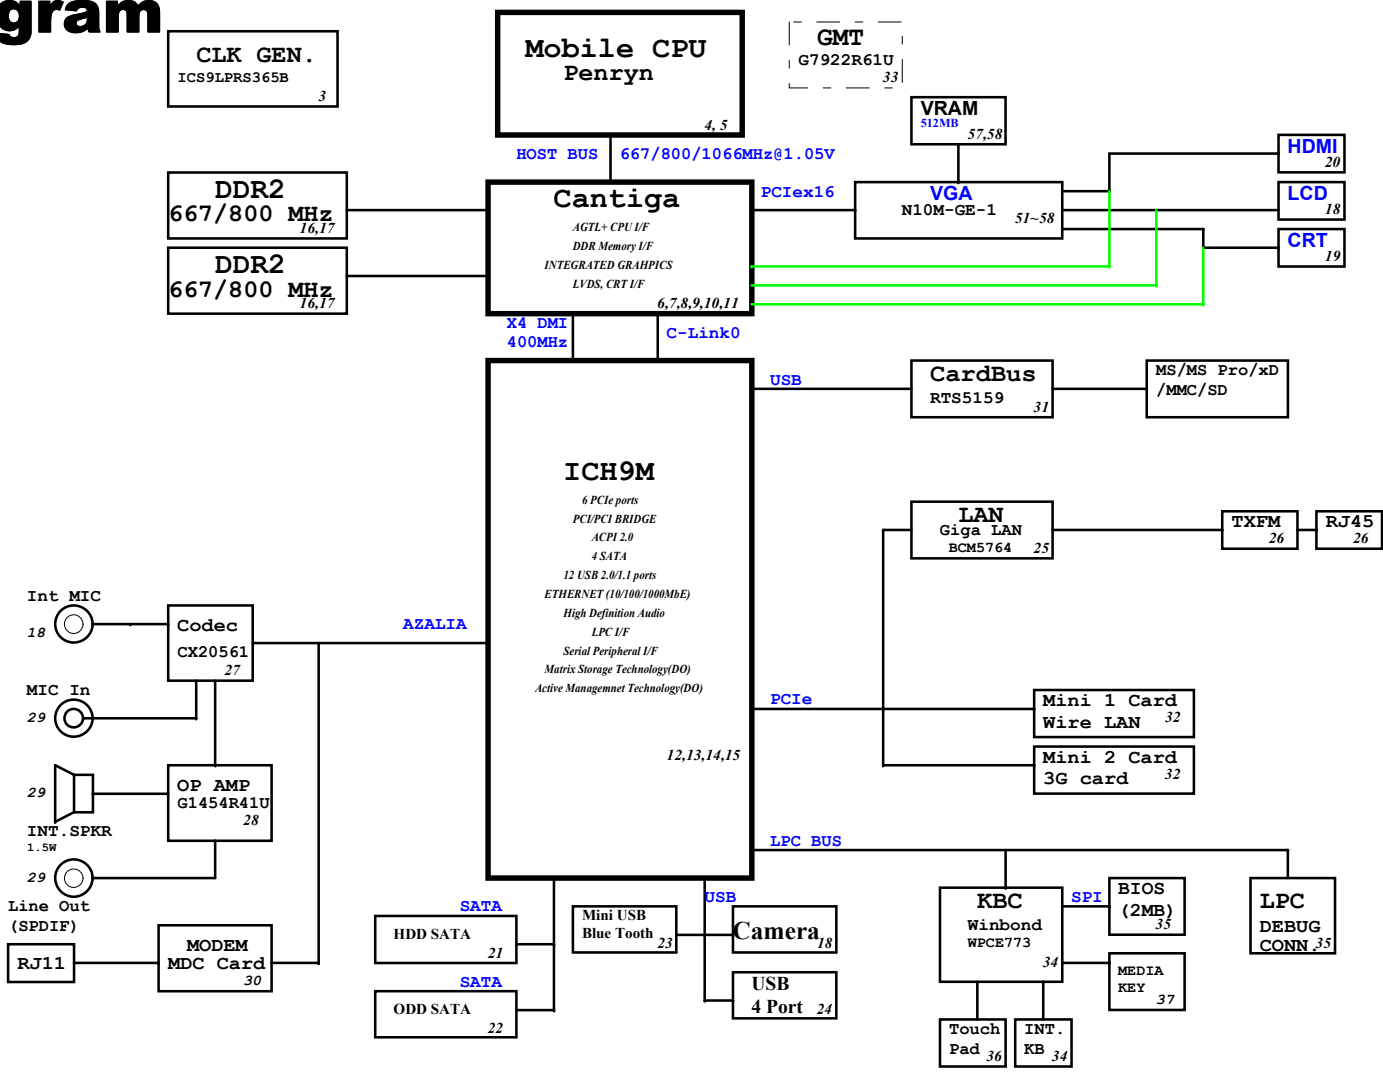 gram
CLK GEN.
ICS9LPRS365B
3
Mobile CPU
Penryn
4, 5
GMT
G7922R61U
33
VRAM
512MB
57,58
HOST BUS
667/800/1066MHz@1.05V
HDMI
20
DDR2
667/800 MHz
16,17
Cantiga
AGTL+ CPU I/F
DDR Memory I/F
INTEGRATED GRAHPICS
LVDS, CRT I/F
6,7,8,9,10,11
PCIex16
VGA
N10M-GE-1
51~58
LCD
18
CRT
19
DDR2
667/800 MHz
16,17
X4 DMI
400MHz
C-Link0
USB
CardBus
RTS5159
31
MS/MS Pro/xD
/MMC/SD
ICH9M
6 PCIe ports
PCI/PCI BRIDGE
ACPI 2.0
4 SATA
12 USB 2.0/1.1 ports
ETHERNET (10/100/1000MbE)
High Definition Audio
LPC I/F
Serial Peripheral I/F
Matrix Storage Technology(DO)
Active Managemnet Technology(DO)
12,13,14,15
LAN
Giga LAN
BCM5764
25
TXFM
26
RJ45
26
Int MIC
18
Codec
CX20561
27
AZALIA
MIC In
29
PCIe
Mini 1 Card
Wire LAN
32
Mini 2 Card
3G card
32
29
INT.SPKR
1.5W
OP AMP
G1454R41U
28
29
Line Out
(SPDIF)
LPC BUS
RJ11
MODEM
MDC Card
30
SATA
HDD SATA
21
SATA
ODD SATA
22
USB
Mini USB
Blue Tooth
23
Camera
18
USB
4 Port
24
KBC
Winbond
WPCE773
34
SPI
BIOS
(2MB)
35
MEDIA
KEY
37
LPC
DEBUG
CONN.
35
Touch
Pad
36
INT.
KB
34